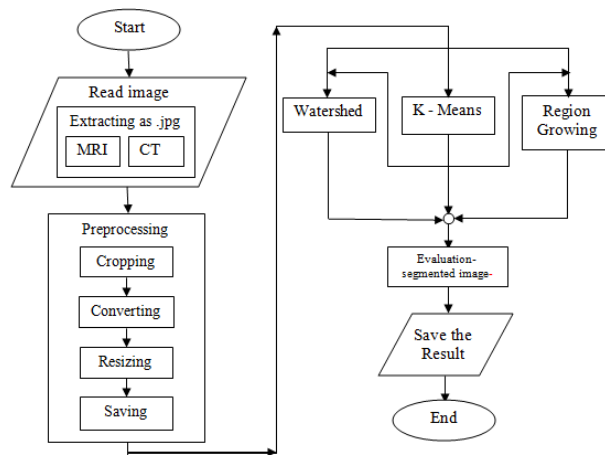 Start
Read image
Extracting as .jpg
MRI
CT
Preprocessing
Cropping
Converting
Resizing
Saving
Watershed
K - Means
Region
Growing
Evaluation-
segmented image-
Save the
Result
End